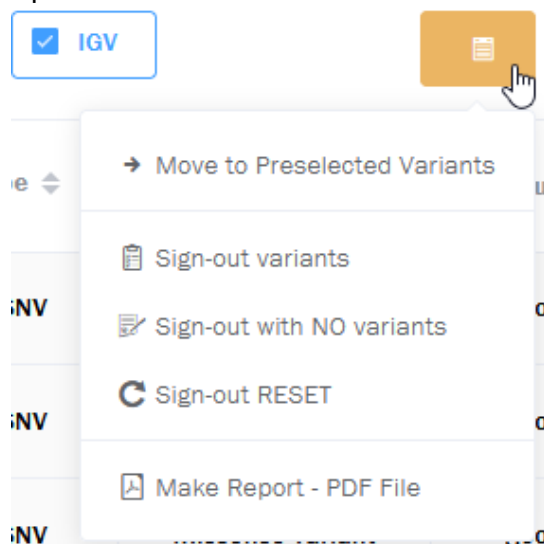 IGV
Move to Preselected Variants
Sign-out variants
SNV
Sign-out with NO variants
Sign-out RESET
SNV
Make Report - PDF File
SNV